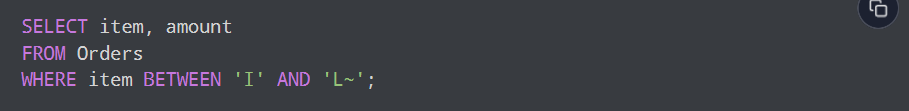 SELECT item, amount
FROM Orders
WHERE item BETWEEN 'I' AND 'L~';